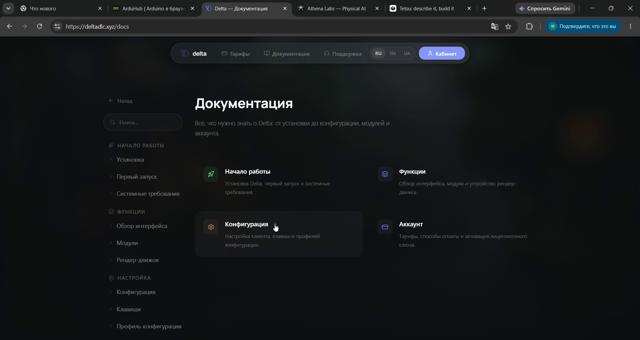 Что нового
ArduHub | Arduino в брауз
Delta — Документация
Athena Labs — Physical AI
Tetsu: describe it, build it
Спросить Gemini
https://deltadlc.xyz/docs
Подтвердите, что это вы
delta
Тарифы
Документация
Поддержка
RU
EN
UA
Кабинет
Назад
Поиск...
НАЧАЛО РАБОТЫ
Установка
Первый запуск
Системные требования
ФУНКЦИИ
Обзор интерфейса
Модули
Рендер-движок
НАСТРОЙКА
Конфигурация
Клавиши
Профиль конфигурации
Документация
Всё, что нужно знать о Delta: от установки до конфигурации, модулей и
аккаунта.
Начало работы
Установка Delta, первый запуск и системные
требования.
Функции
Обзор интерфейса, модули и устройство рендер-
движка.
Конфигурация
Настройка клиента, клавиш и профилей
конфигурации.
Аккаунт
Тарифы, способы оплаты и активация лицензионного
ключа.